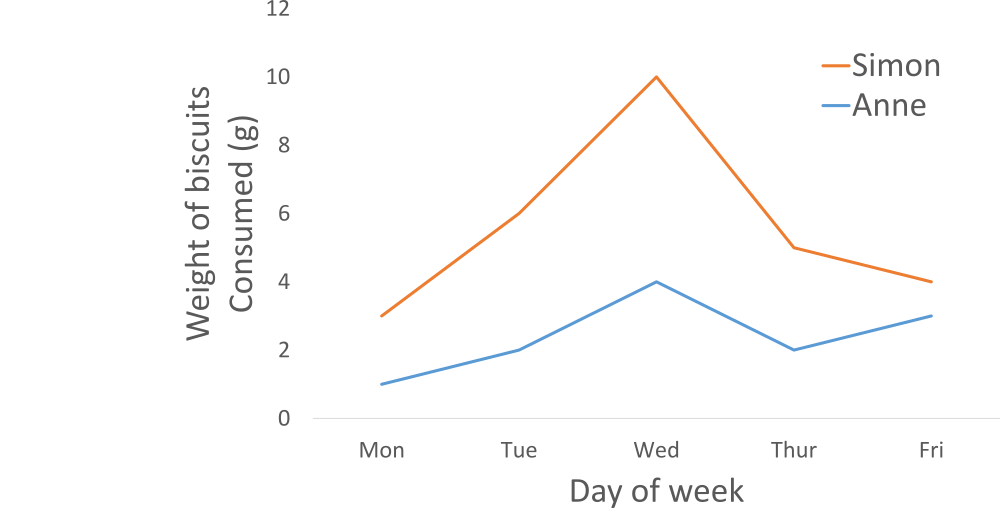 12
10
8
6
4
2
0
Weight of biscuits
Consumed (g)
Simon
Anne
Mon Tue Wed Thur Fri
Day of week